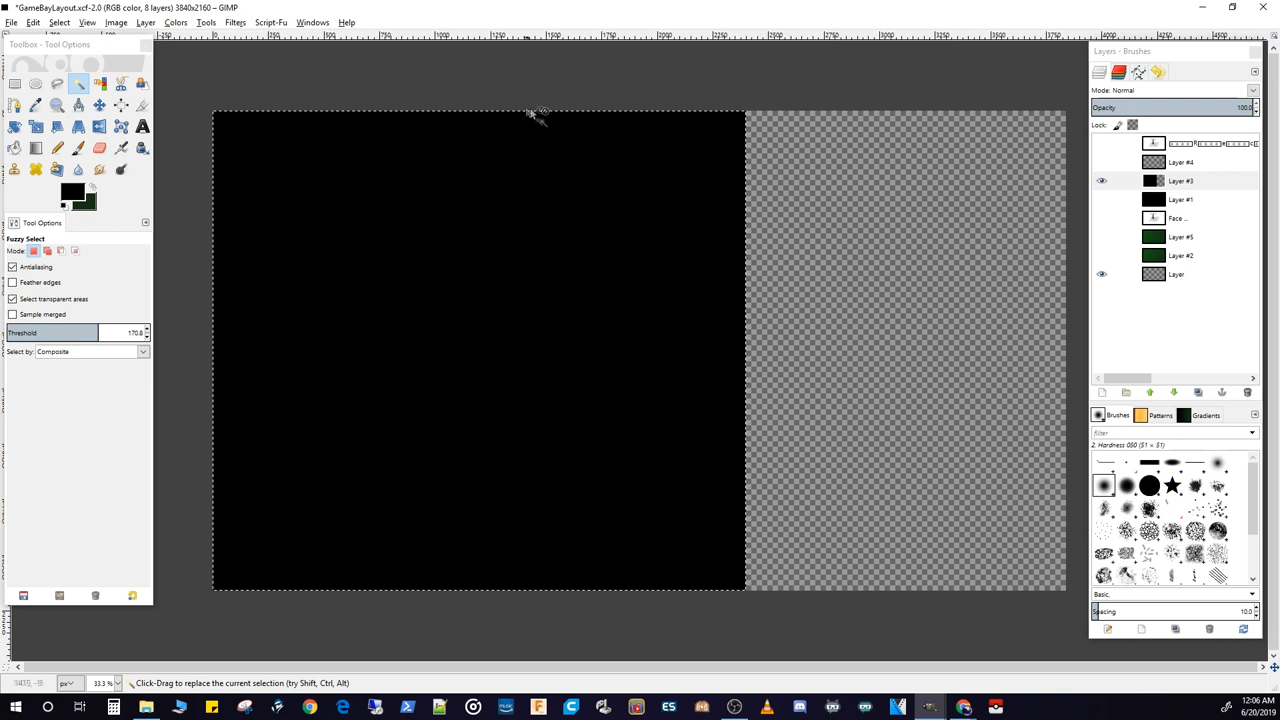 *GameBayLayout.xcf-2.0 (RGB color, 8 layers) 3840x2160 – GIMP
File Edit Select View Image Layer Colors Tools Filters Script-Fu Windows Help
Toolbox - Tool Options
Tool Options
Fuzzy Select
Mode:
Antialiasing
Feather edges
Select transparent areas
Sample merged
Threshold 170.8
Select by: Composite
Layers - Brushes
Mode: Normal
Opacity 100.0
Lock:
Layer #4
Layer #3
Layer #1
Face ...
Layer #5
Layer #2
Layer
Brushes Patterns Gradients
filter
2. Hardness 050 (51 × 51)
Basic,
Spacing 10.0
px 33.3 % Click-Drag to replace the current selection (try Shift, Ctrl, Alt)
12:06 AM
6/20/2019